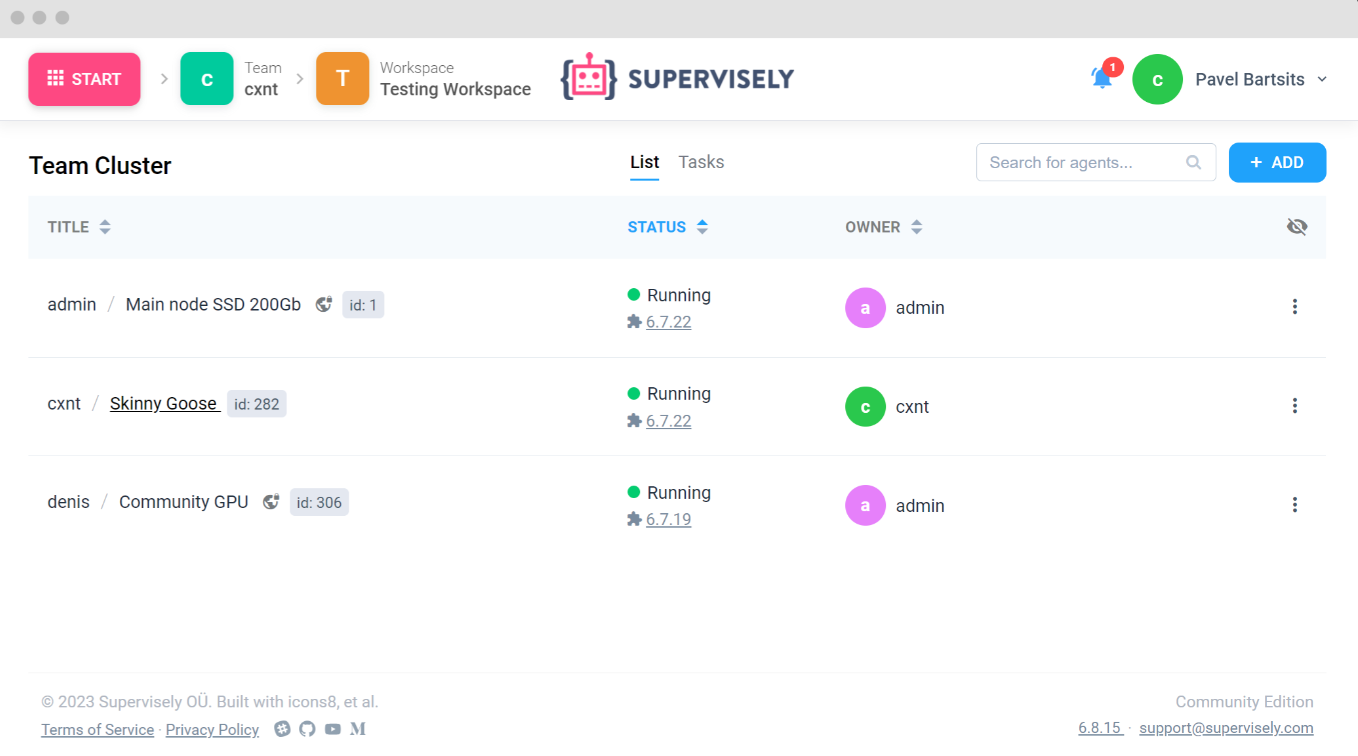 START
c
Team
cxnt
T
Workspace
Testing Workspace
SUPERVISELY
1
c
Pavel Bartsits
Team Cluster
List
Tasks
Search for agents...
+ ADD
TITLE
STATUS
OWNER
admin / Main node SSD 200Gb id: 1
Running
6.7.22
a
admin
cxnt / Skinny Goose id: 282
Running
6.7.22
c
cxnt
denis / Community GPU id: 306
Running
6.7.19
a
admin
© 2023 Supervisely OÜ. Built with icons8, et al.
Community Edition
Terms of Service · Privacy Policy
6.8.15 · support@supervisely.com